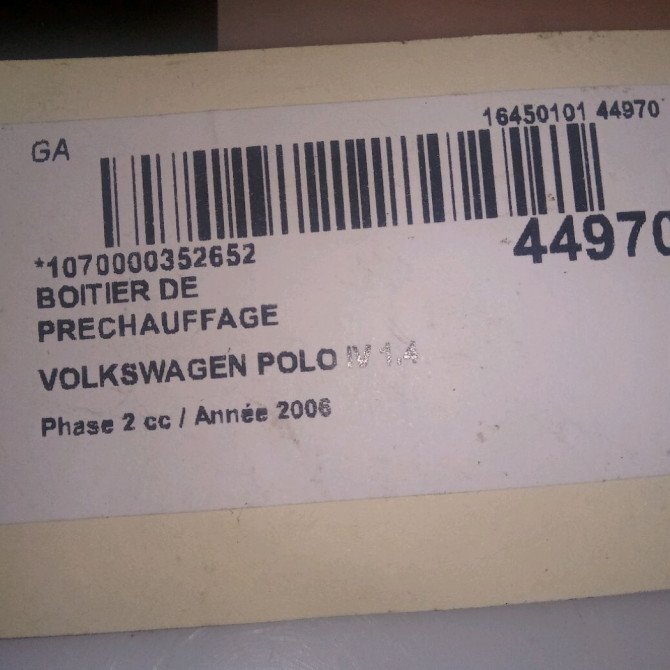 GA
16450101 44970
*1070000352652
44970
BOITIER DE
PRECHAUFFAGE
VOLKSWAGEN POLO IV 1.4
Phase 2 cc / Année 2006